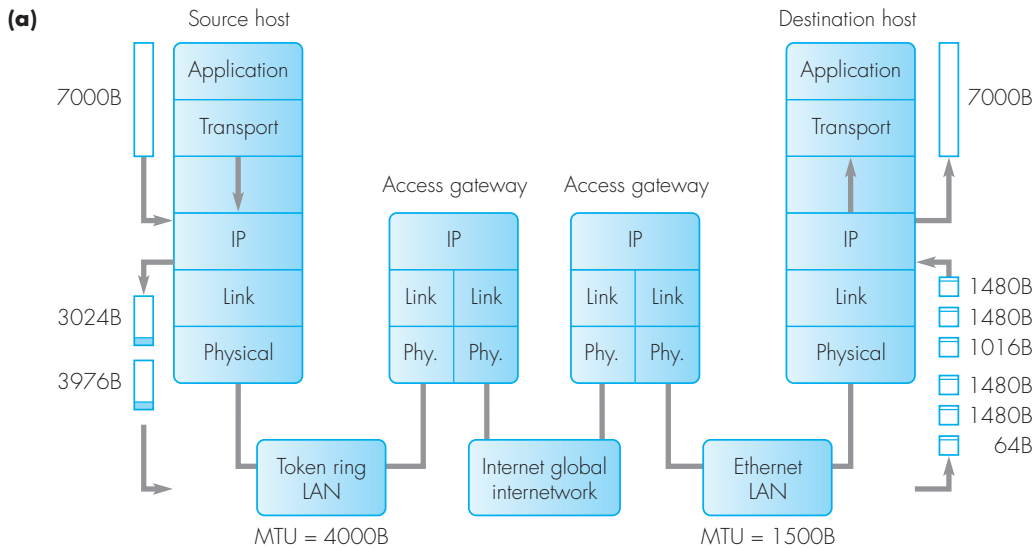 (a)
Source host
Destination host
Application
Application
7000B
7000B
Transport
Transport
Access gateway
Access gateway
IP
IP
IP
IP
Link
Link
Link
Link
Link
Link
3024B
1480B
1480B
1016B
Physical
Phy.
Phy.
Phy.
Phy.
Physical
3976B
1480B
1480B
64B
Token ring
LAN
Internet global
internetwork
Ethernet
LAN
MTU = 4000B
MTU = 1500B